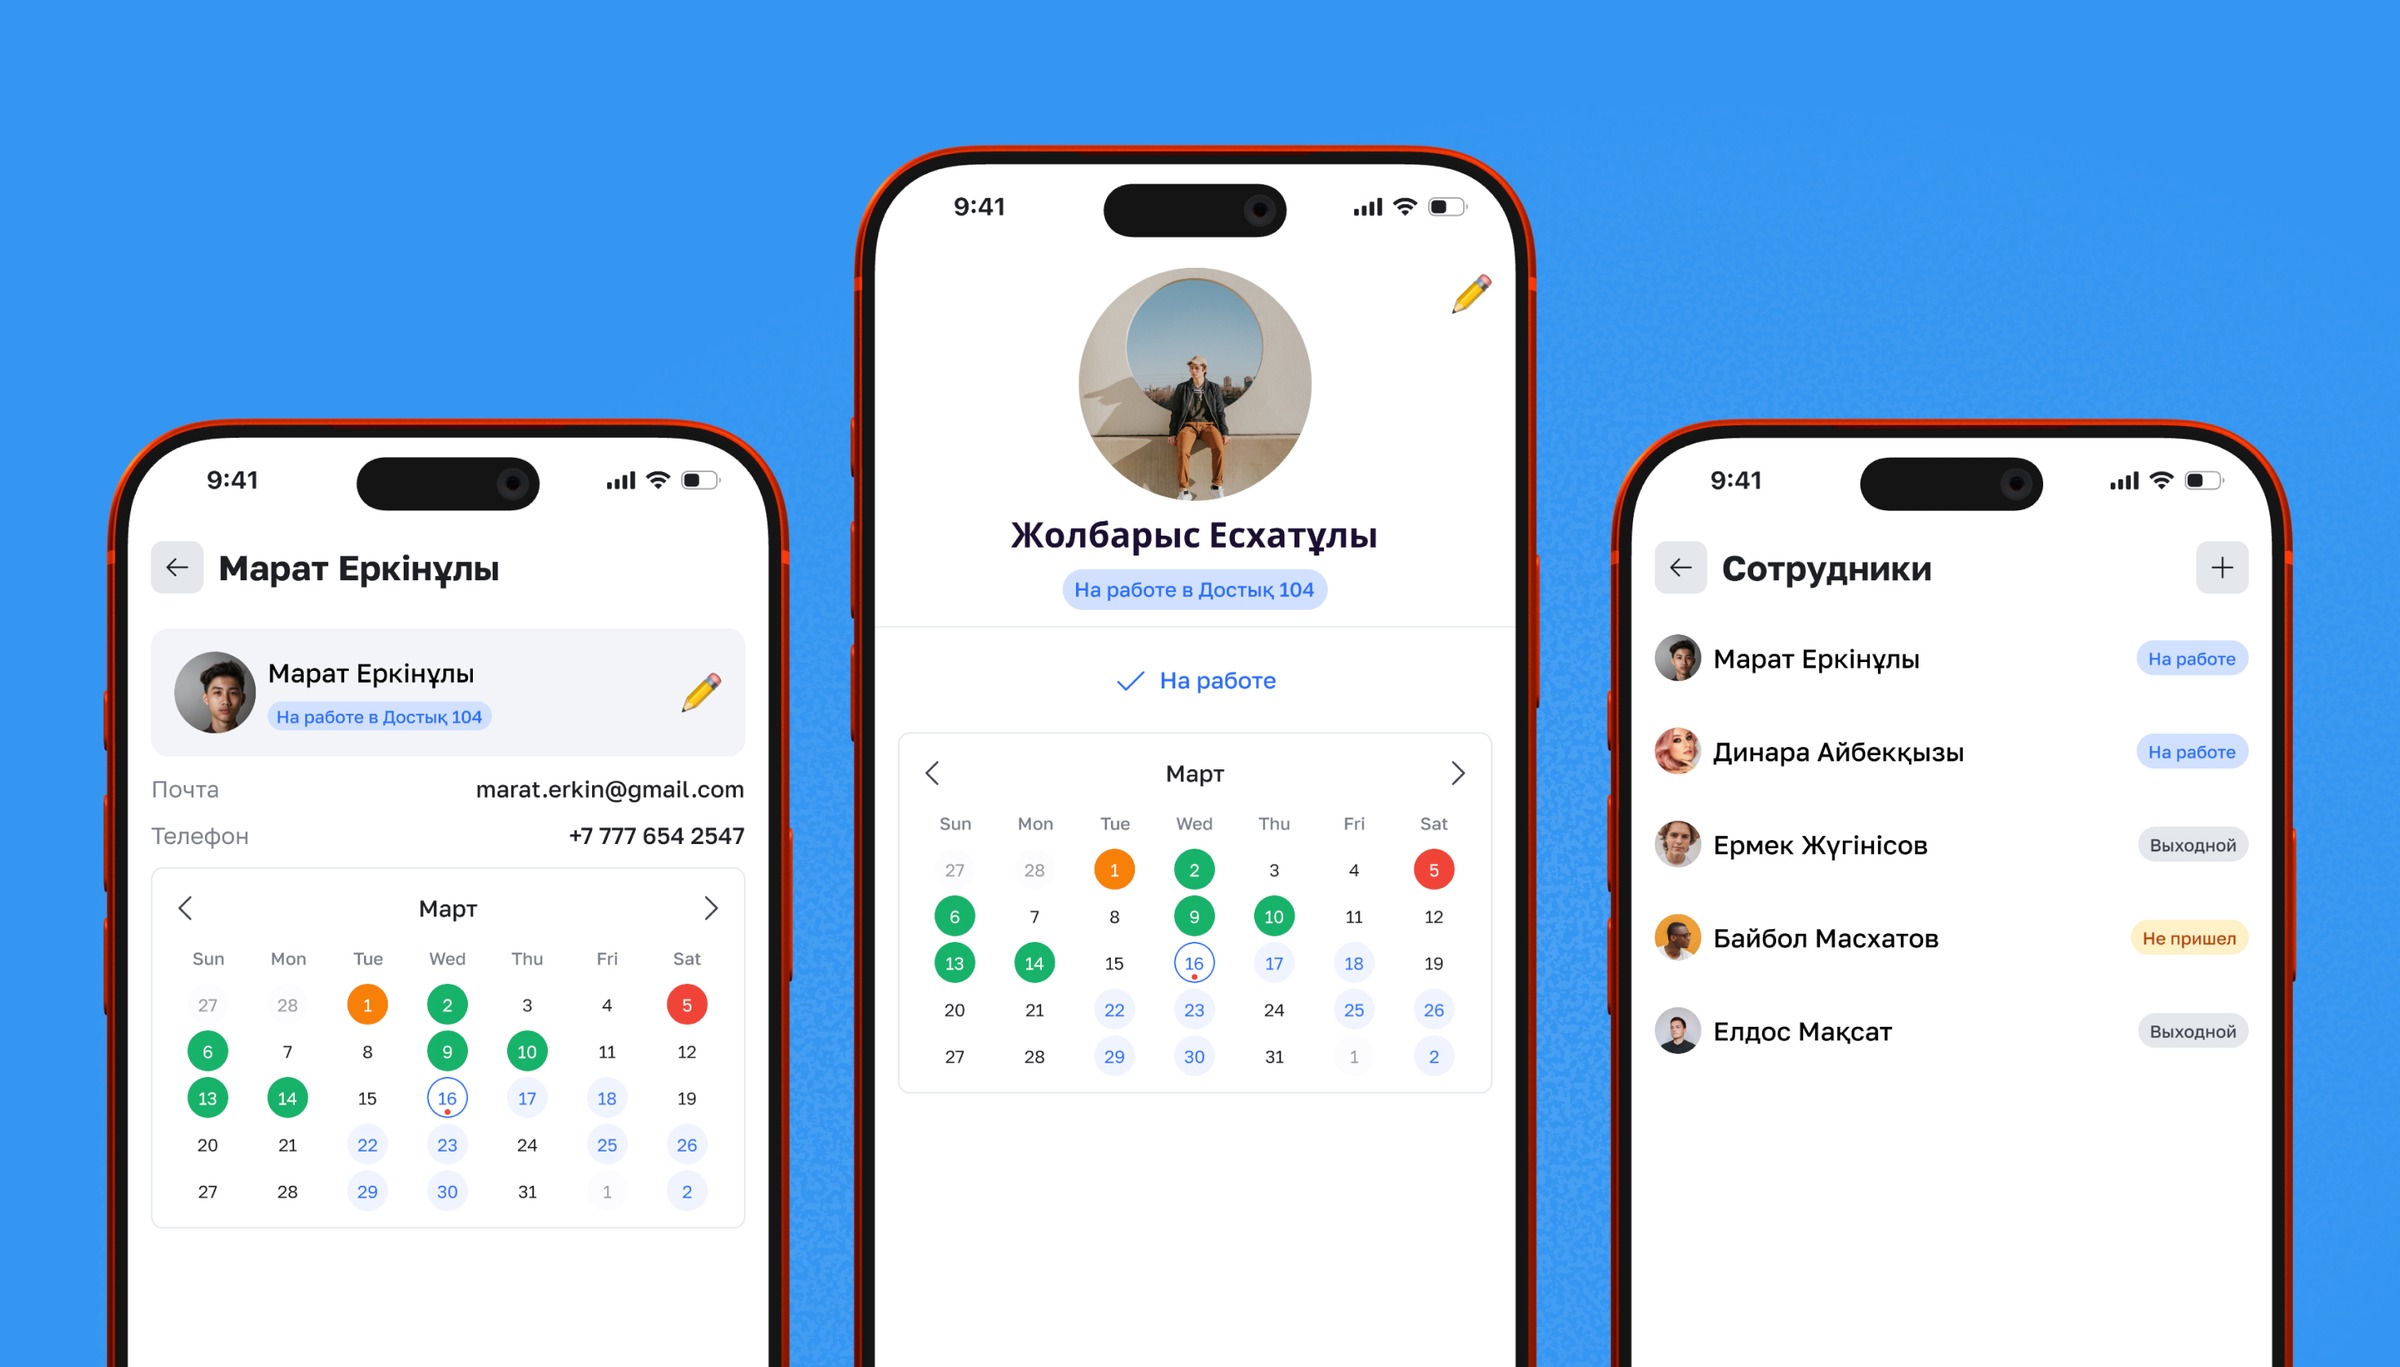 9:41
Марат Еркінұлы
Марат Еркінұлы
На работе в Достық 104
Почта marat.erkin@gmail.com
Телефон +7 777 654 2547
Март
Sun Mon Tue Wed Thu Fri Sat
27 28 1 2 3 4 5
6 7 8 9 10 11 12
13 14 15 16 17 18 19
20 21 22 23 24 25 26
27 28 29 30 31 1 2
9:41
Жолбарыс Есхатұлы
На работе в Достық 104
На работе
Март
Sun Mon Tue Wed Thu Fri Sat
27 28 1 2 3 4 5
6 7 8 9 10 11 12
13 14 15 16 17 18 19
20 21 22 23 24 25 26
27 28 29 30 31 1 2
9:41
Сотрудники
Марат Еркінұлы На работе
Динара Айбекқызы На работе
Ермек Жүгінісов Выходной
Байбол Масхатов Не пришел
Елдос Мақсат Выходной